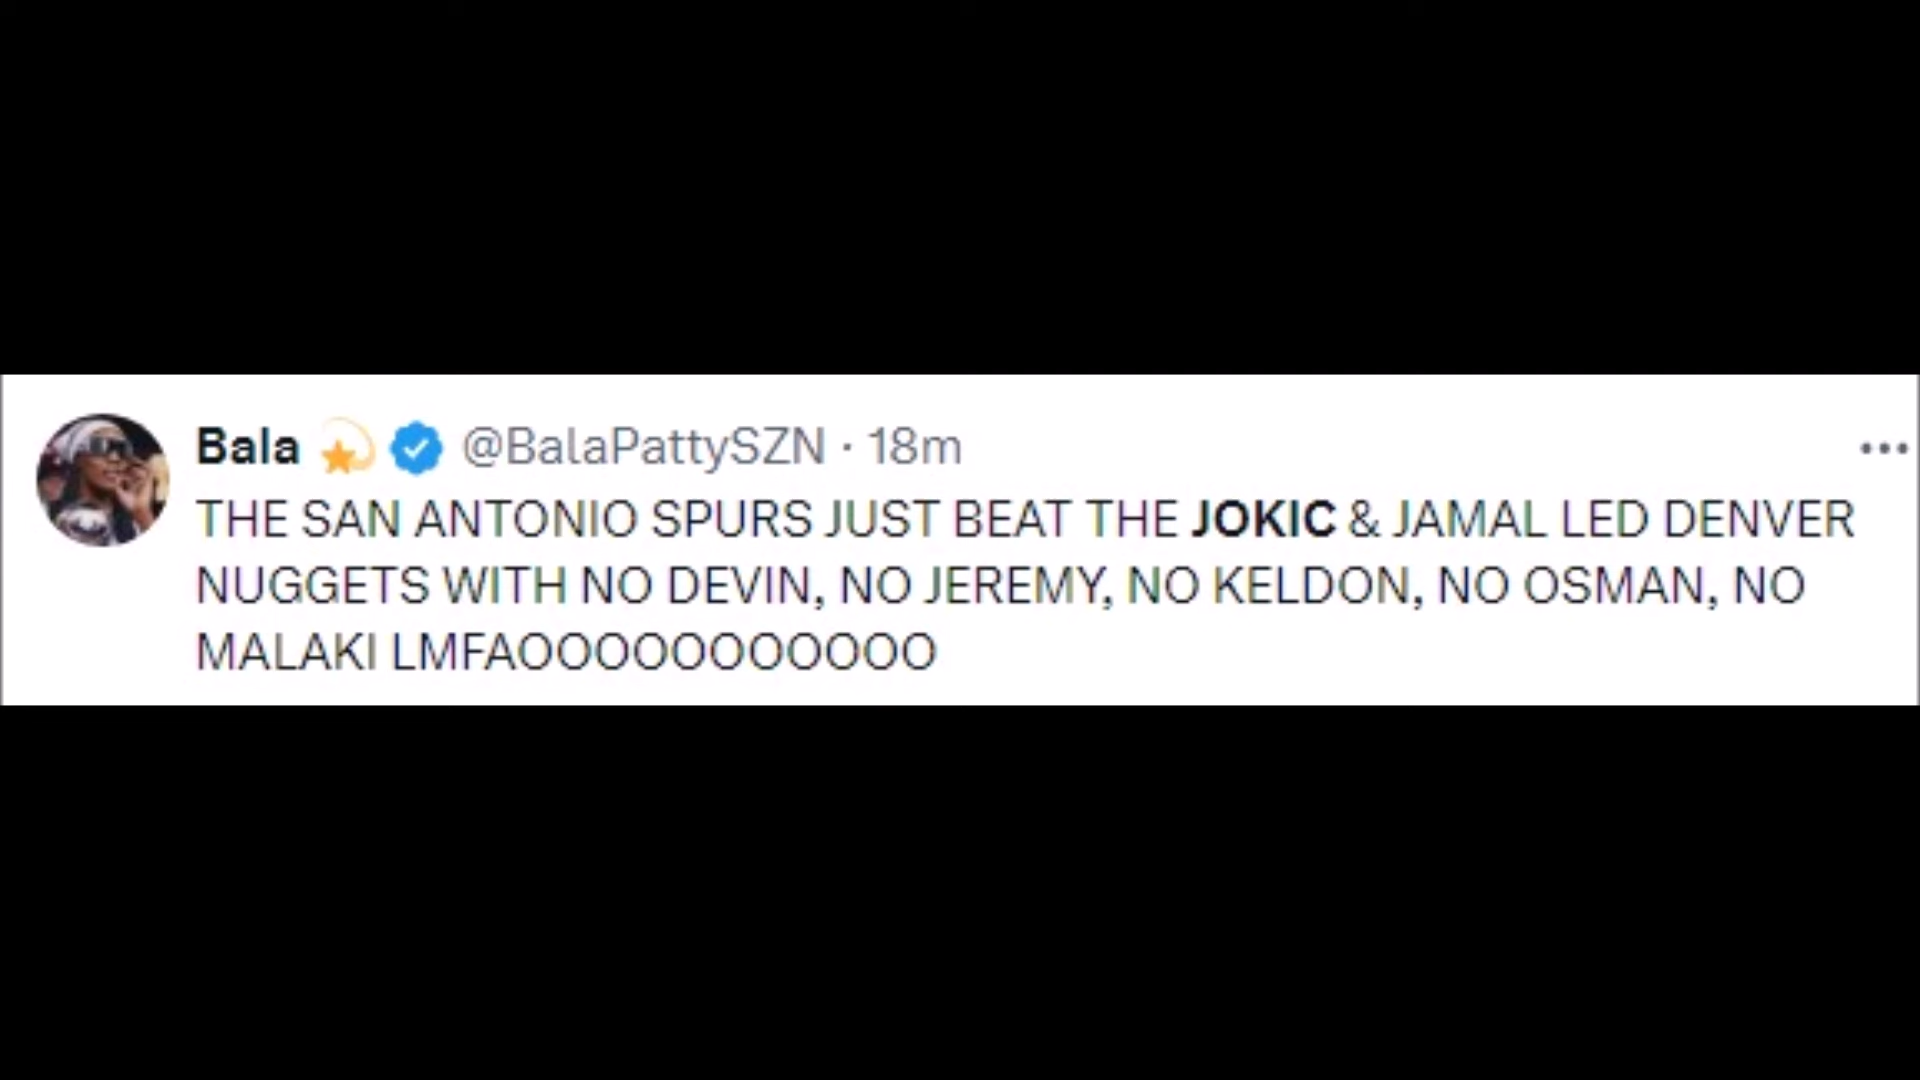 Bala 💫 @BalaPattySZN · 18m
THE SAN ANTONIO SPURS JUST BEAT THE JOKIC & JAMAL LED DENVER
NUGGETS WITH NO DEVIN, NO JEREMY, NO KELDON, NO OSMAN, NO
MALAKI LMFAOOOOOOOOOOO